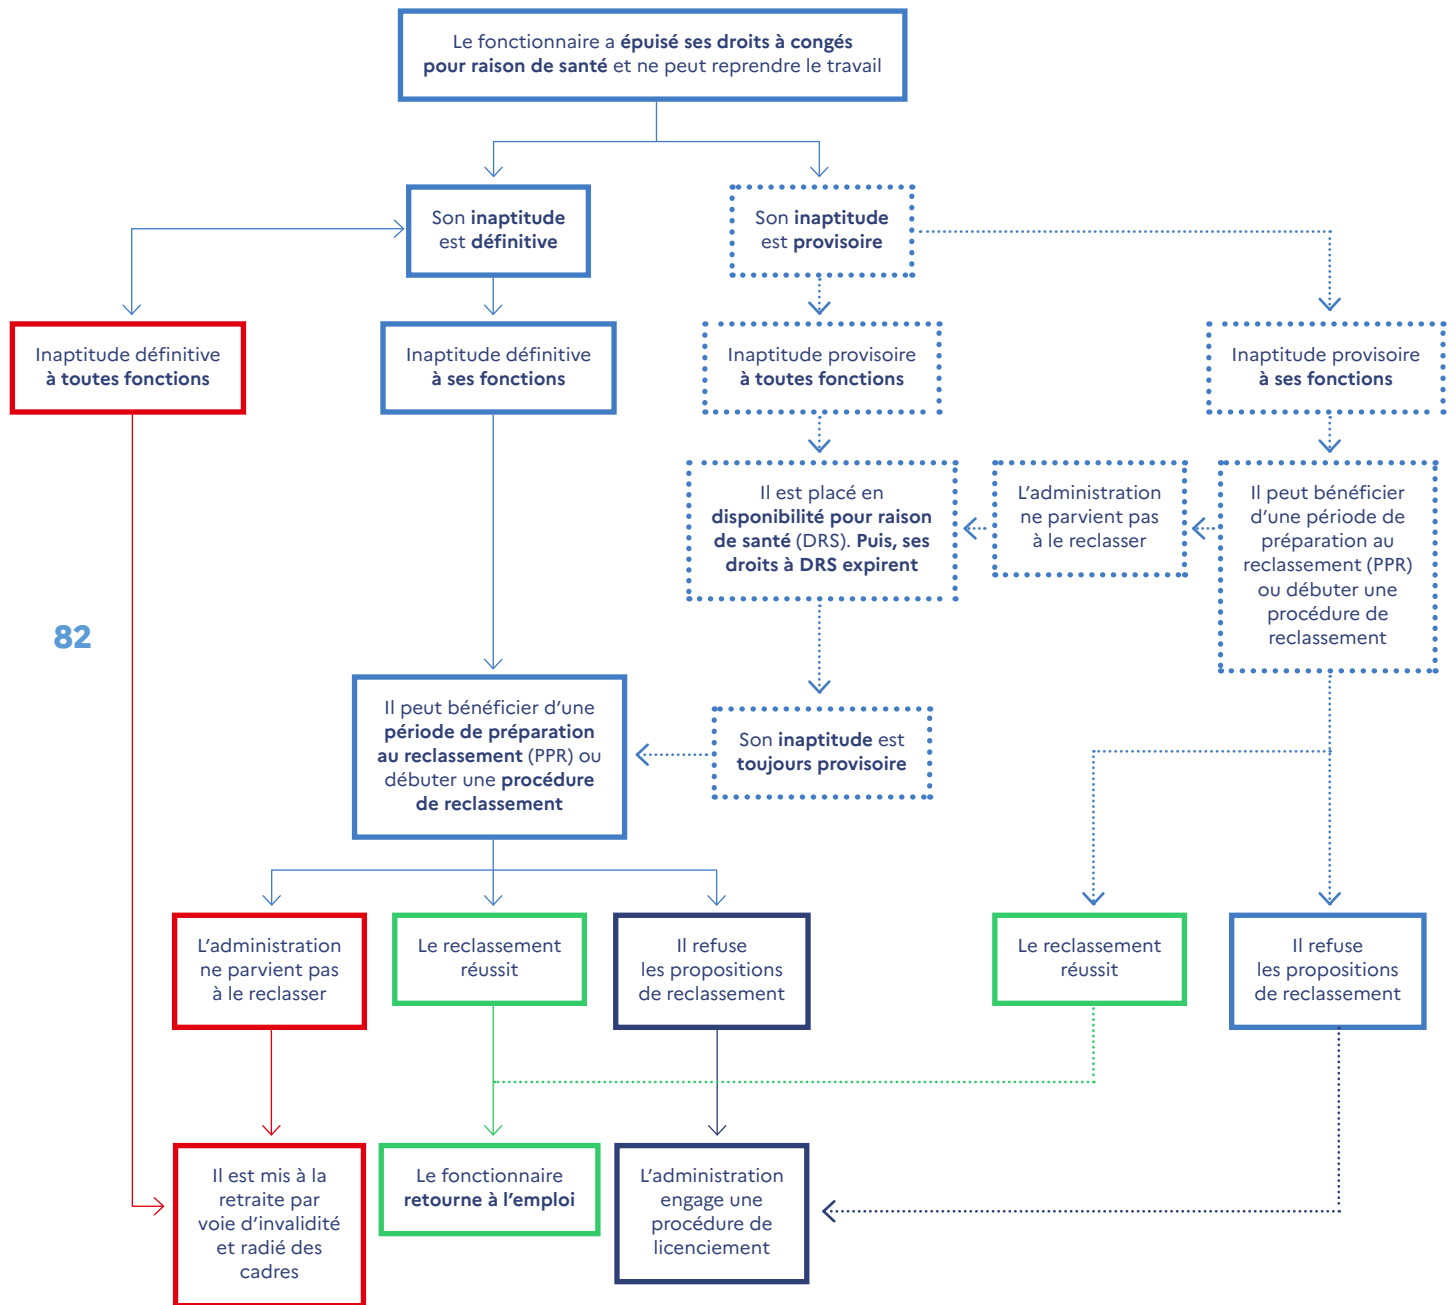 Le fonctionnaire a épuisé ses droits à congés
pour raison de santé et ne peut reprendre le travail
Son inaptitude
est définitive
Son inaptitude
est provisoire
Inaptitude définitive
à toutes fonctions
Inaptitude définitive
à ses fonctions
Inaptitude provisoire
à toutes fonctions
Inaptitude provisoire
à ses fonctions
Il est placé en
disponibilité pour raison
de santé (DRS). Puis, ses
droits à DRS expirent
L'administration
ne parvient pas
à le reclasser
Il peut bénéficier
d'une période de
préparation au
reclassement (PPR)
ou débuter une
procédure de
reclassement
82
Il peut bénéficier d'une
période de préparation
au reclassement (PPR) ou
débuter une procédure
de reclassement
Son inaptitude est
toujours provisoire
L'administration
ne parvient pas
à le reclasser
Le reclassement
réussit
Il refuse
les propositions
de reclassement
Le reclassement
réussit
Il refuse
les propositions
de reclassement
Il est mis à la
retraite par
voie d'invalidité
et radié des
cadres
Le fonctionnaire
retourne à l'emploi
L'administration
engage une
procédure de
licenciement